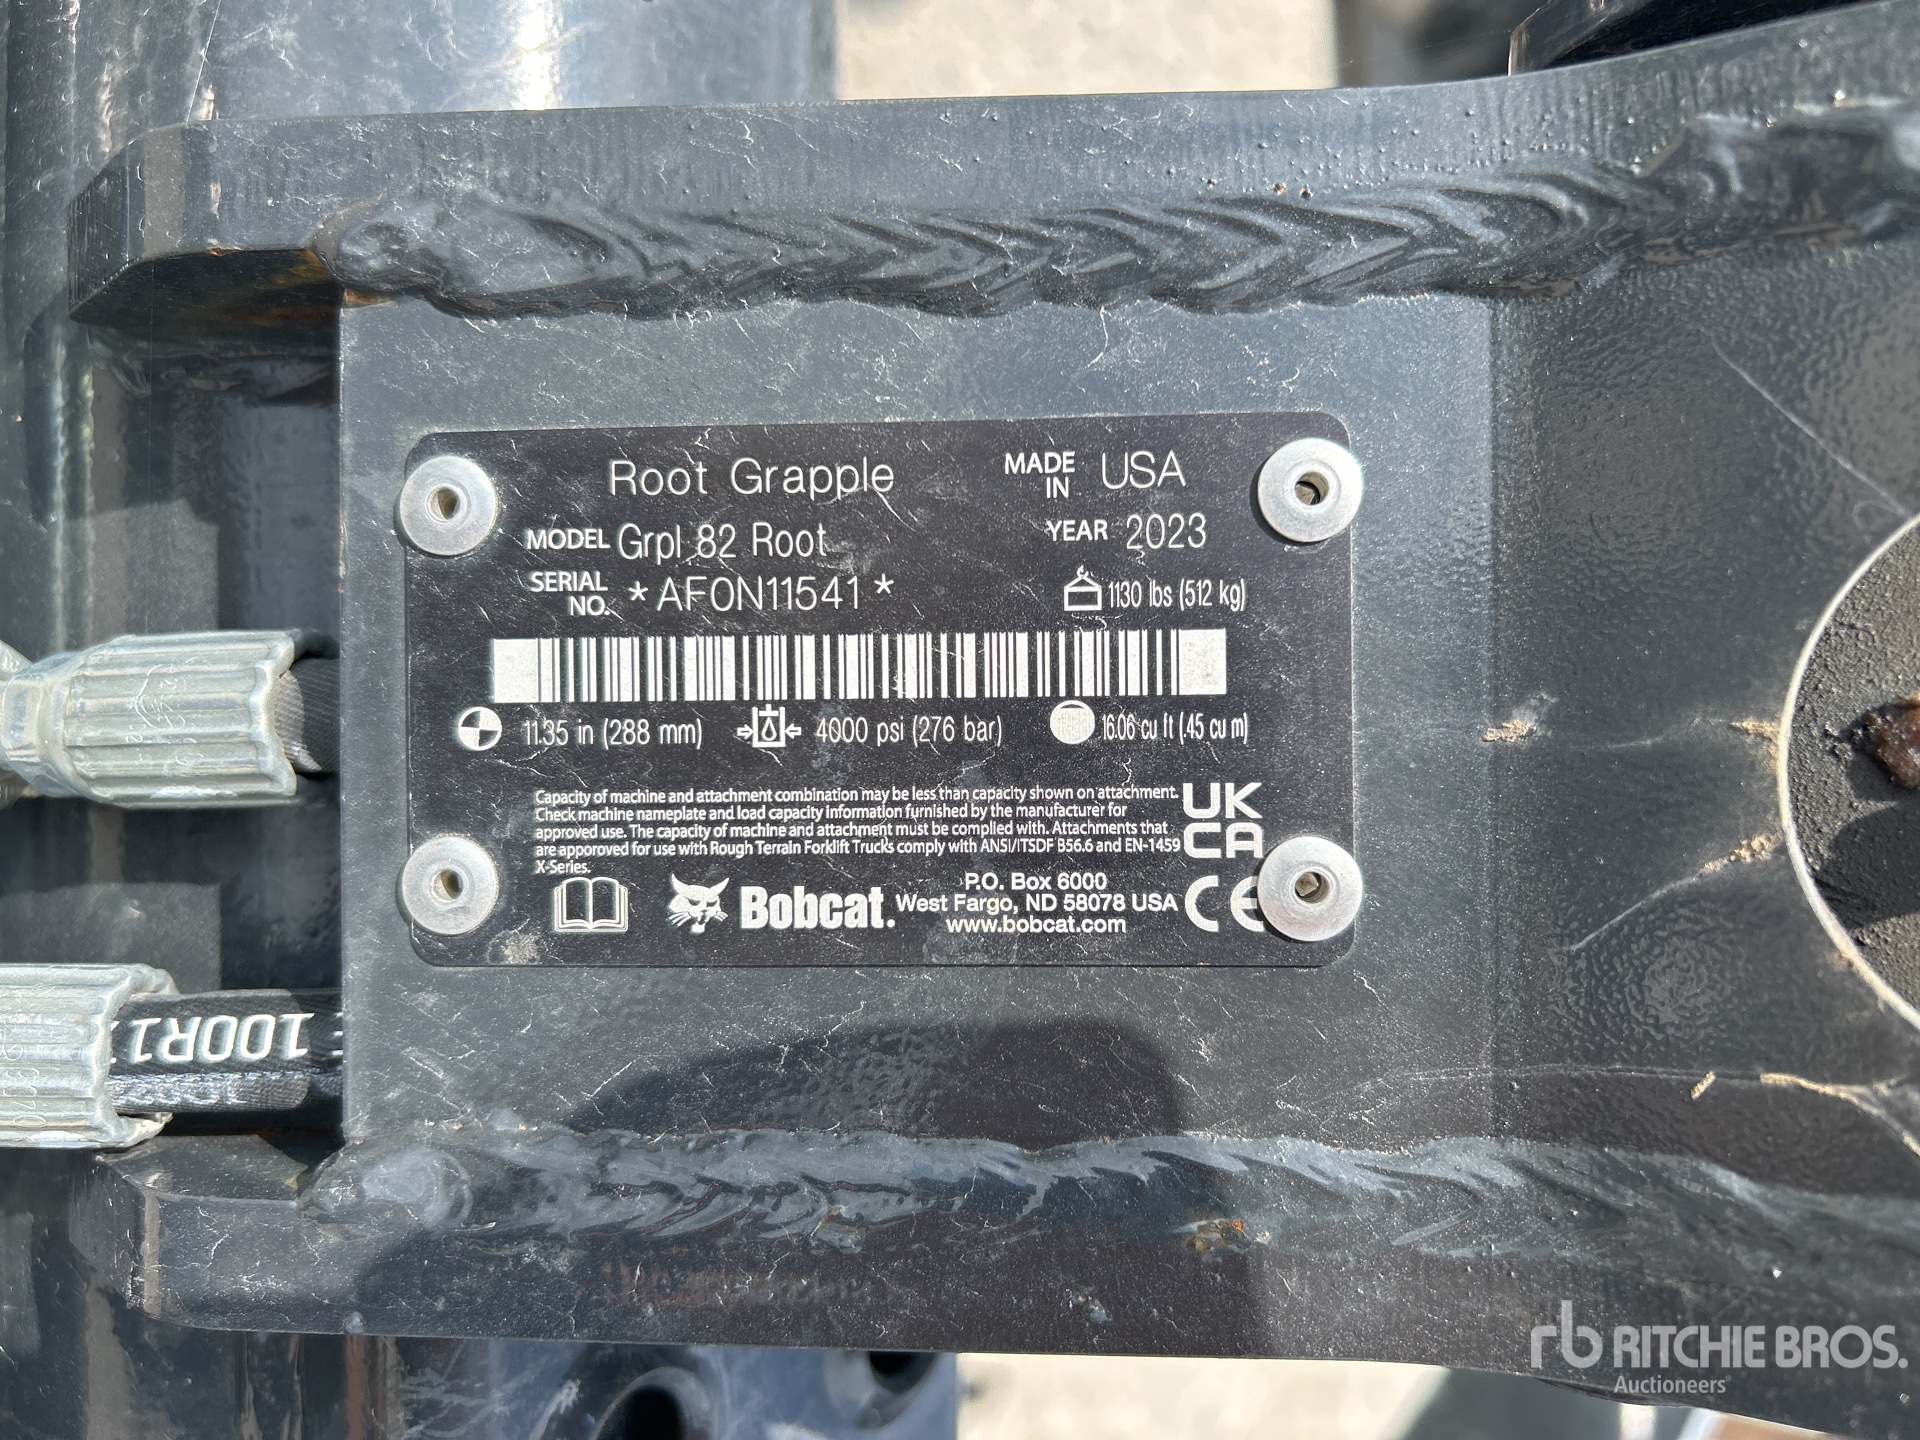 Root Grapple
MADE IN USA
MODEL Grpl 82 Root
YEAR 2023
SERIAL NO. *AF0N11541*
1130 lbs (512 kg)
11.35 in (288 mm)
4000 psi (276 bar)
16.06 cu ft (.45 cu m)
Capacity of machine and attachment combination may be less than capacity shown on attachment.
Check machine nameplate and load capacity information furnished by the manufacturer for
approved use. The capacity of machine and attachment must be complied with. Attachments that
are apporoved for use with Rough Terrain Forklift Trucks comply with ANSI/ITSDF B56.6 and EN-1459
X-Series.
UK
CA
CE
Bobcat.
P.O. Box 6000
West Fargo, ND 58078 USA
www.bobcat.com
100R1
rb RITCHIE BROS.
Auctioneers